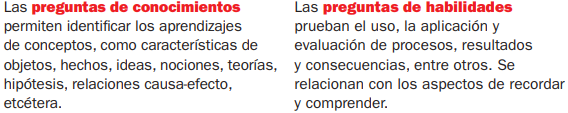 Las preguntas de conocimientos
permiten identificar los aprendizajes
de conceptos, como características de
objetos, hechos, ideas, nociones, teorías,
hipótesis, relaciones causa-efecto,
etcétera.
Las preguntas de habilidades
prueban el uso, la aplicación y
evaluación de procesos, resultados
y consecuencias, entre otros. Se
relacionan con los aspectos de recordar
y comprender.